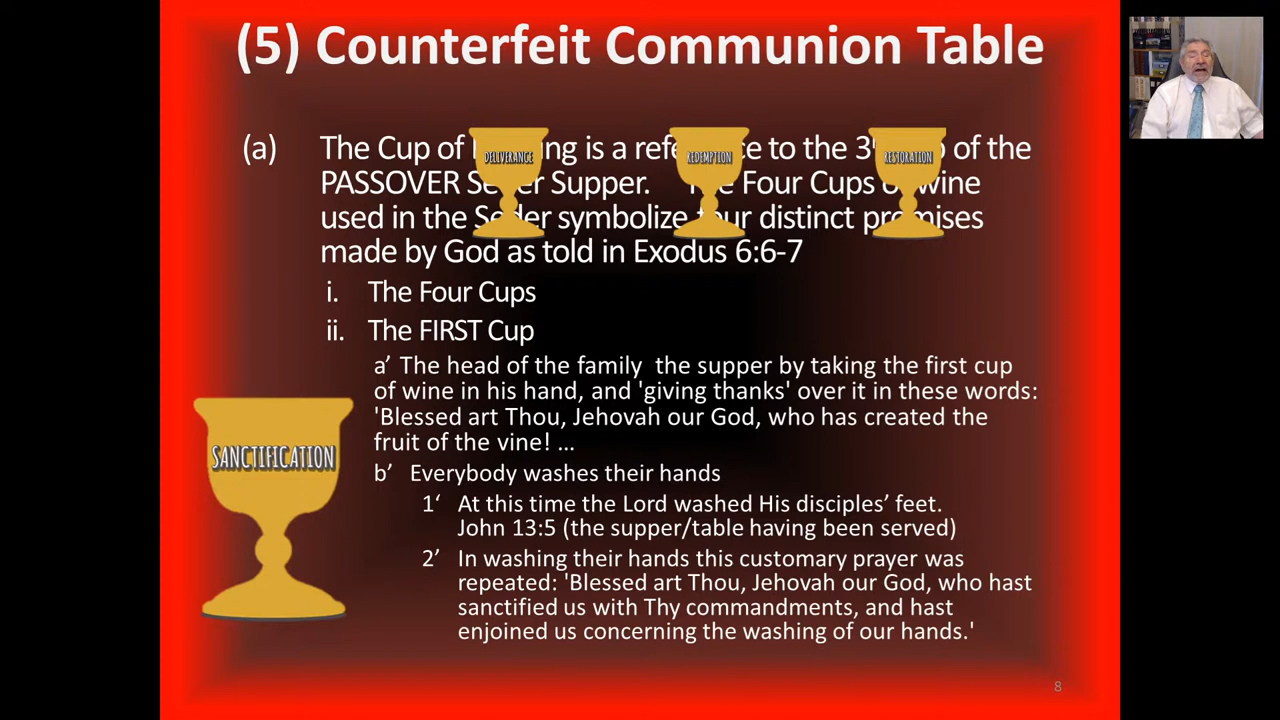 (5) Counterfeit Communion Table
(a) The Cup of ing is a refe ce to the 3 of the
PASSOVER Se er Supper. The Four Cups o wine
used in the Seder symbolize four distinct promises
made by God as told in Exodus 6:6-7
DELIVERANCE
REDEMPTION
RESTORATION
i. The Four Cups
ii. The FIRST Cup
a’ The head of the family the supper by taking the first cup
of wine in his hand, and 'giving thanks' over it in these words:
'Blessed art Thou, Jehovah our God, who has created the
fruit of the vine! …
SANCTIFICATION
b’ Everybody washes their hands
1‘ At this time the Lord washed His disciples’ feet.
John 13:5 (the supper/table having been served)
2’ In washing their hands this customary prayer was
repeated: 'Blessed art Thou, Jehovah our God, who hast
sanctified us with Thy commandments, and hast
enjoined us concerning the washing of our hands.'
8